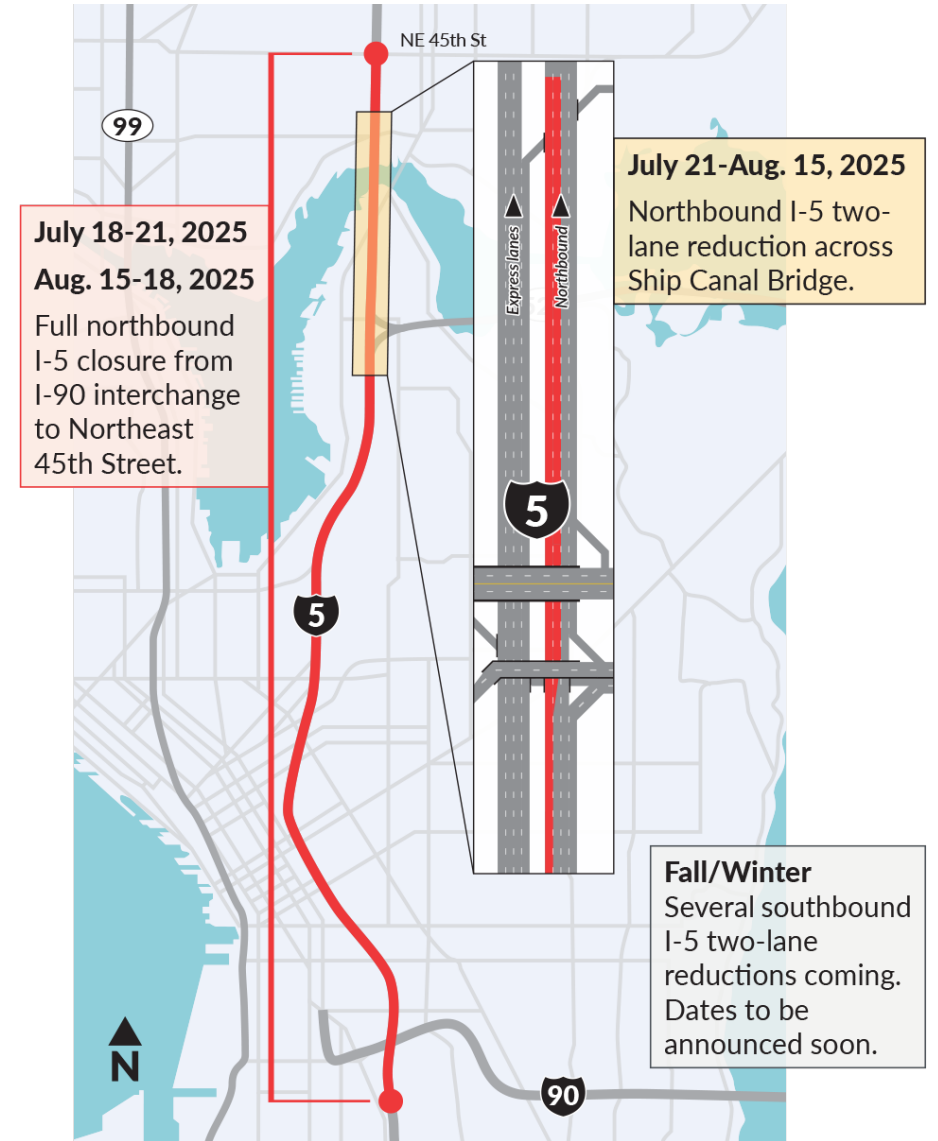 NE 45th St
99
July 18-21, 2025
Aug. 15-18, 2025
Full northbound
I-5 closure from
I-90 interchange
to Northeast
45th Street.
July 21-Aug. 15, 2025
Northbound I-5 two-
lane reduction across
Ship Canal Bridge.
Express lanes
Northbound
5
5
Fall/Winter
Several southbound
I-5 two-lane
reductions coming.
Dates to be
announced soon.
N
90